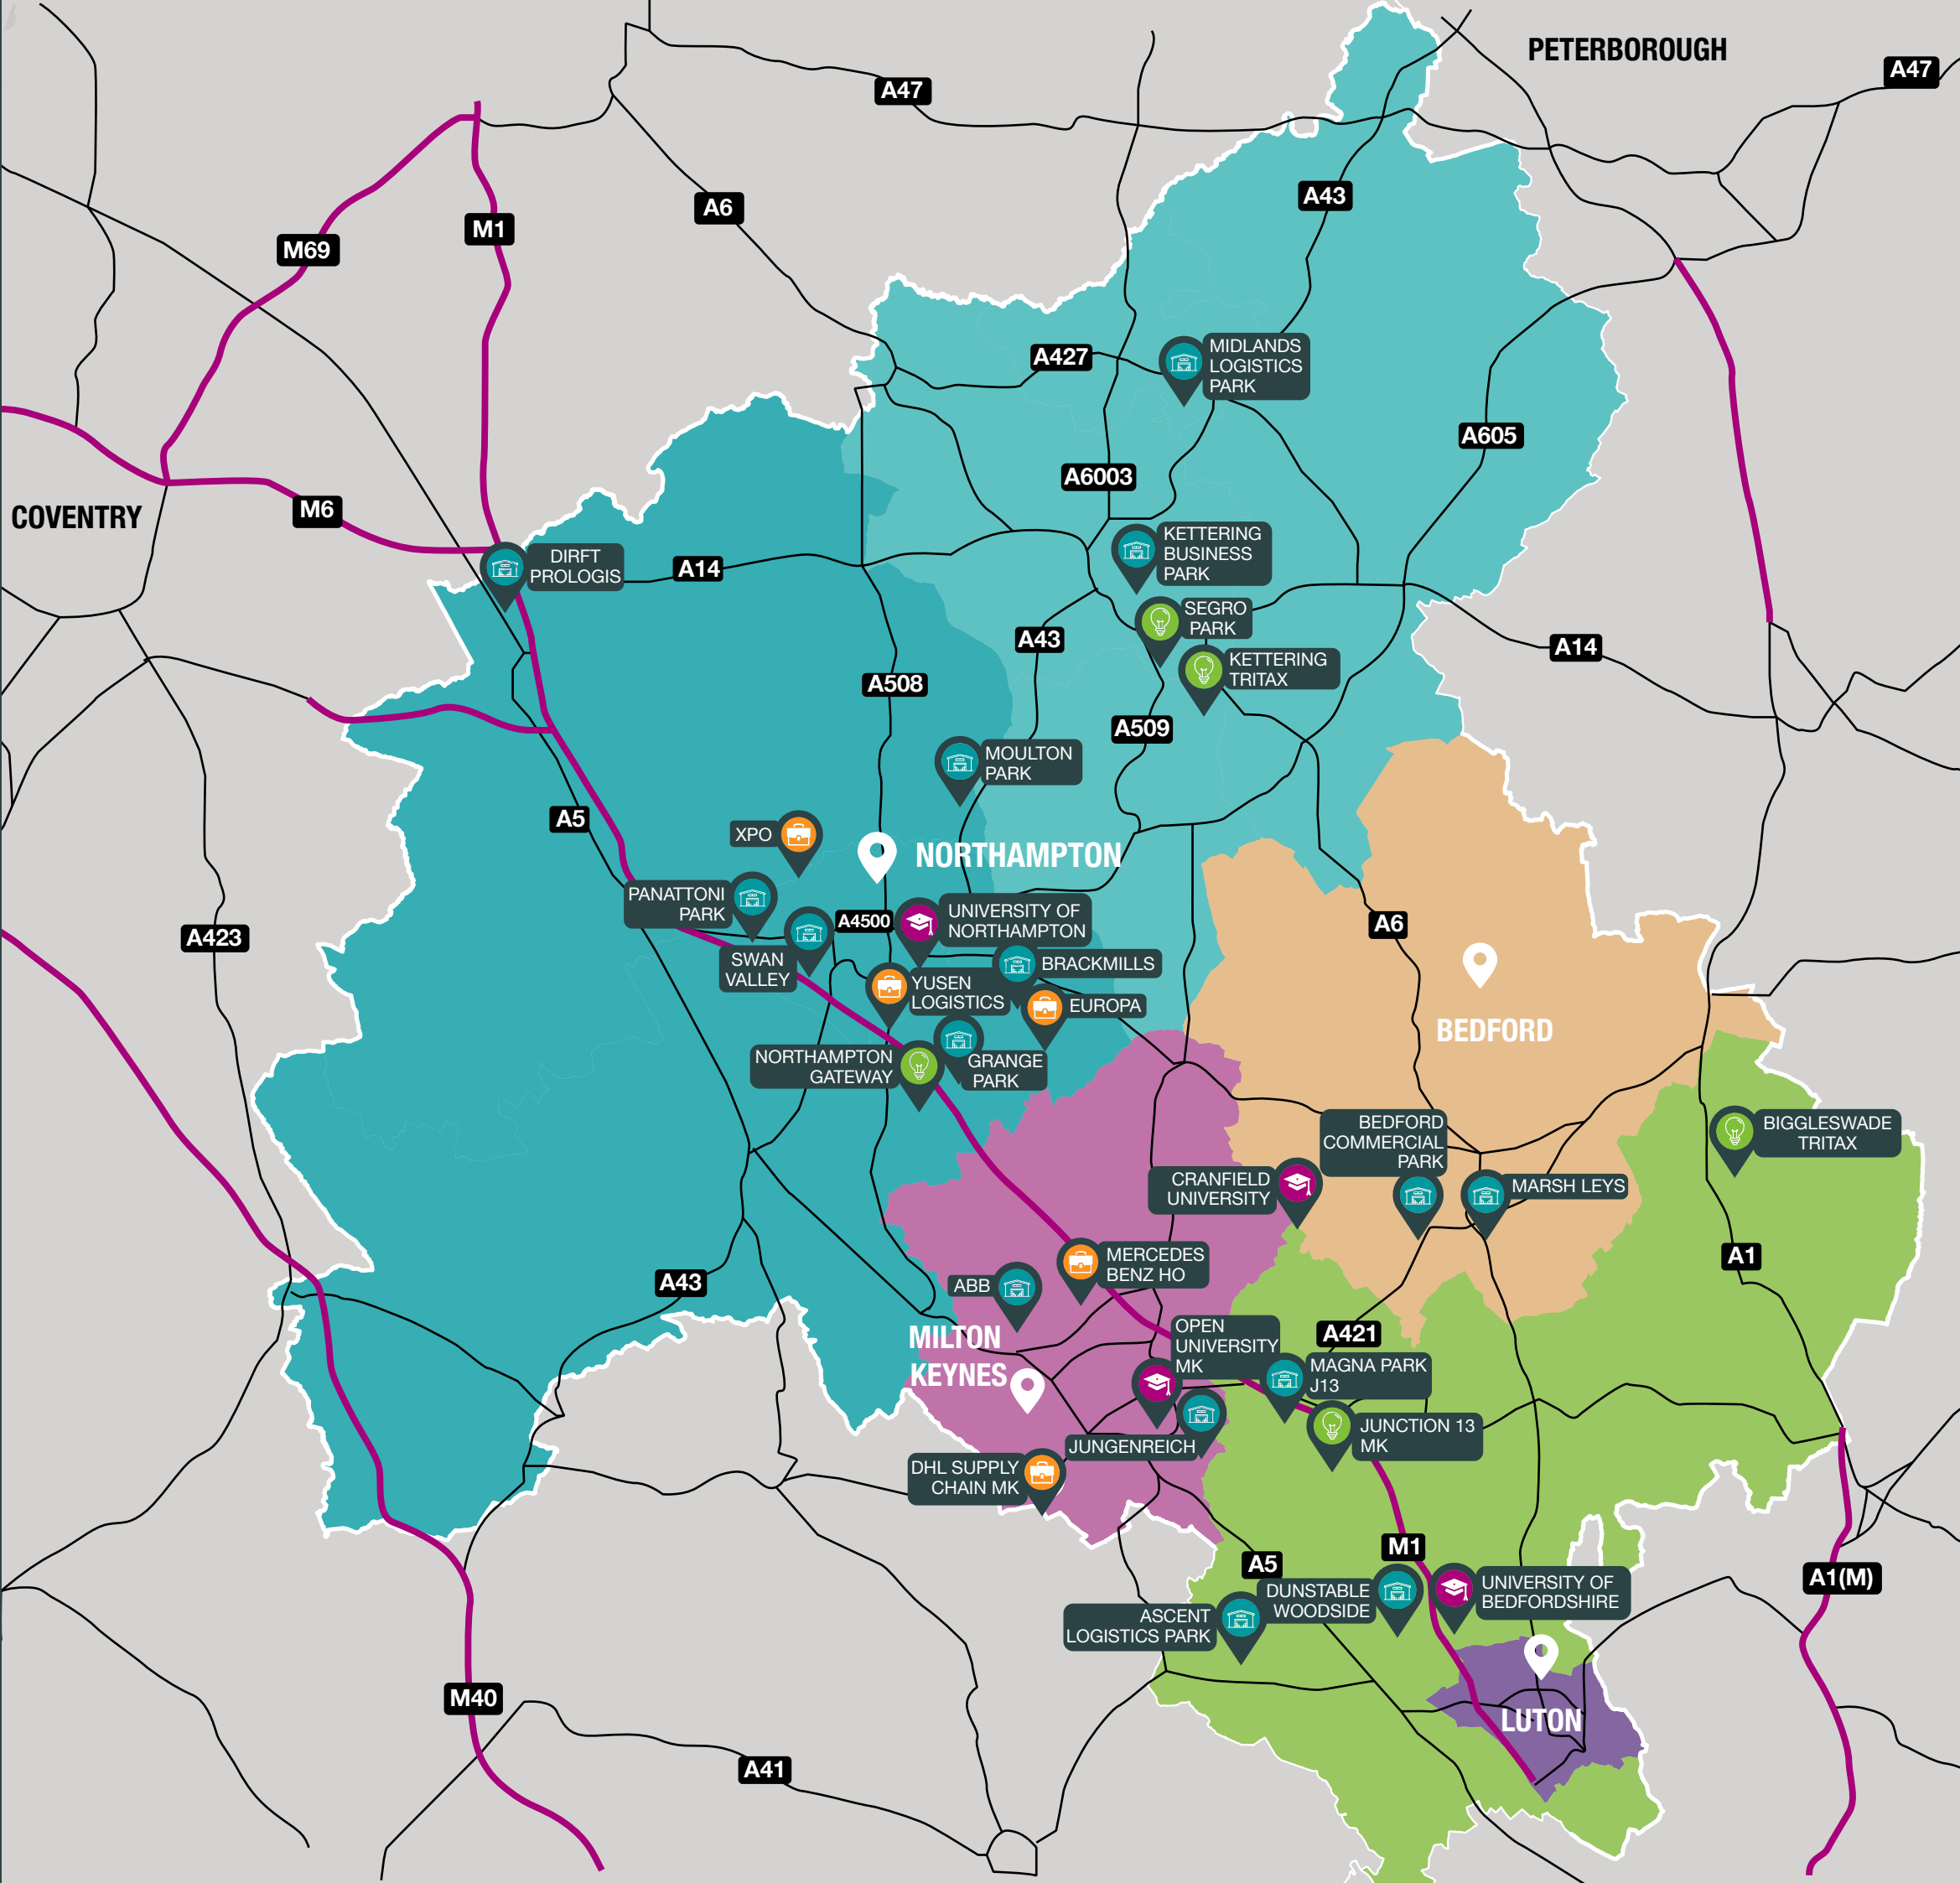 PETERBOROUGH
A47
A47
A43
A6
M1
M69
MIDLANDS
LOGISTICS
PARK
A427
A605
A6003
COVENTRY
M6
KETTERING
BUSINESS
PARK
DIRFT
PROLOGIS
A14
SEGRO
PARK
A43
A14
KETTERING
TRITAX
A508
A509
MOULTON
PARK
A5
XPO
NORTHAMPTON
PANATTONI
PARK
A4500
UNIVERSITY OF
NORTHAMPTON
A6
A423
SWAN
VALLEY
BRACKMILLS
YUSEN
LOGISTICS
EUROPA
BEDFORD
NORTHAMPTON
GATEWAY
GRANGE
PARK
BEDFORD
COMMERCIAL
PARK
BIGGLESWADE
TRITAX
CRANFIELD
UNIVERSITY
MARSH LEYS
A1
MERCEDES
BENZ HO
A43
ABB
OPEN
UNIVERSITY
MK
A421
MILTON
KEYNES
MAGNA PARK
J13
JUNCTION 13
MK
JUNGENREICH
DHL SUPPLY
CHAIN MK
M1
A5
A1(M)
DUNSTABLE
WOODSIDE
UNIVERSITY OF
BEDFORDSHIRE
ASCENT
LOGISTICS PARK
M40
LUTON
A41